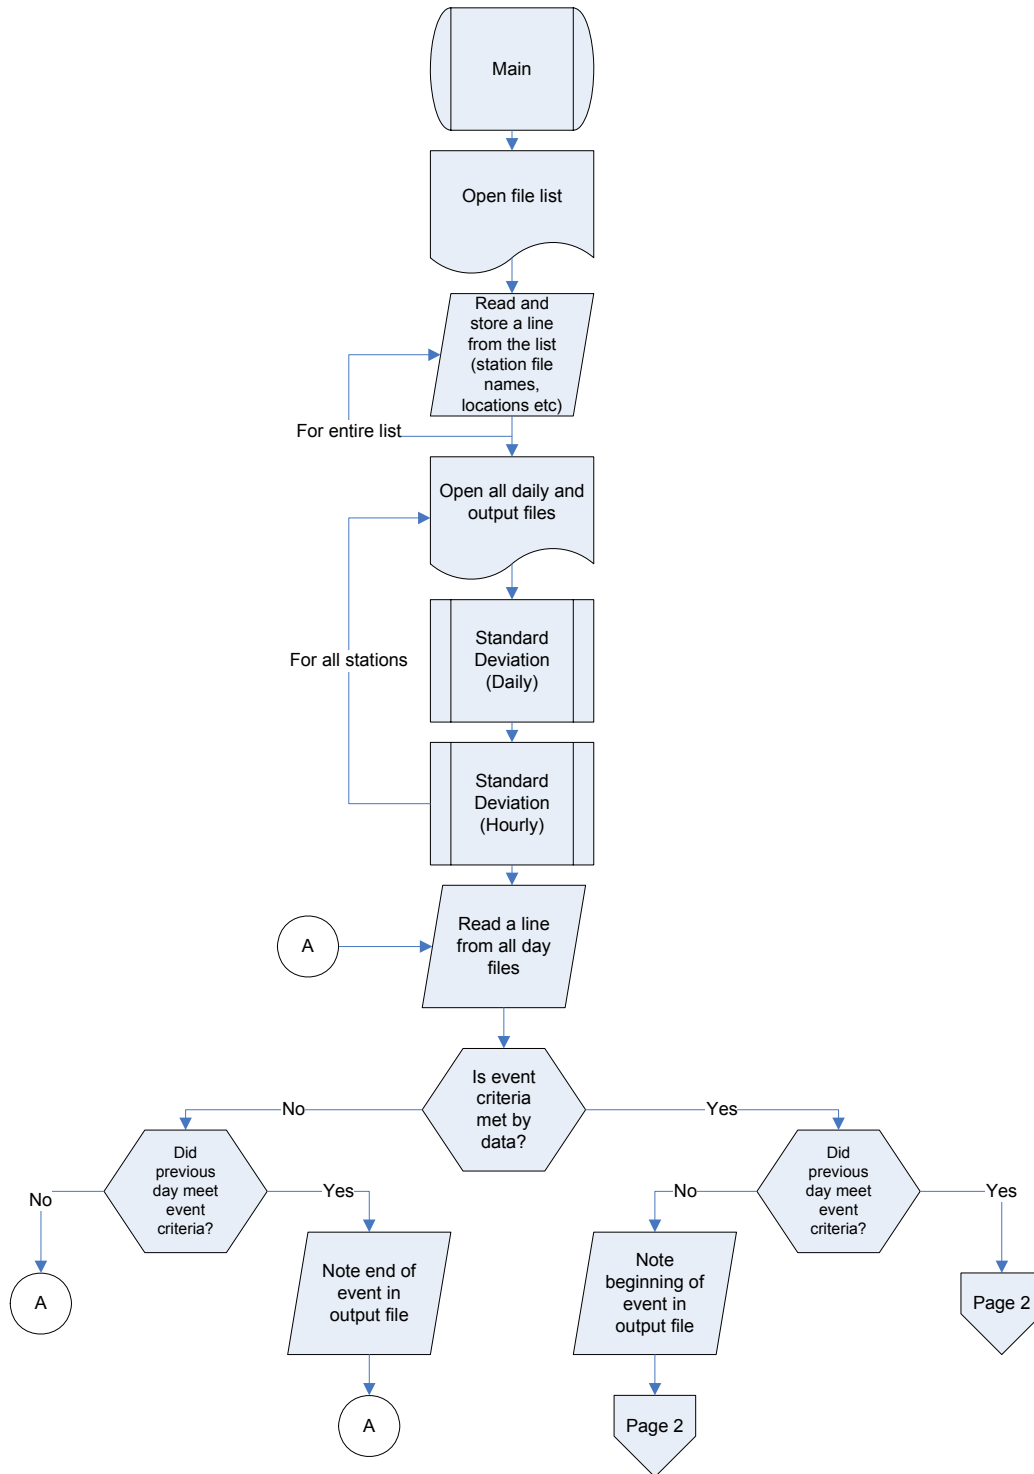 Main
Open file list
Read and
store a line
from the list
(station file
names,
locations etc)
For entire list
Open all daily and
output files
Standard
Deviation
(Daily)
For all stations
Standard
Deviation
(Hourly)
A
Read a line
from all day
files
Is event
criteria
met by
data?
No
Yes
Did
previous
day meet
event
criteria?
Did
previous
day meet
event
criteria?
No
Yes
No
Yes
A
Note end of
event in
output file
Note
beginning of
event in
output file
Page 2
A
Page 2